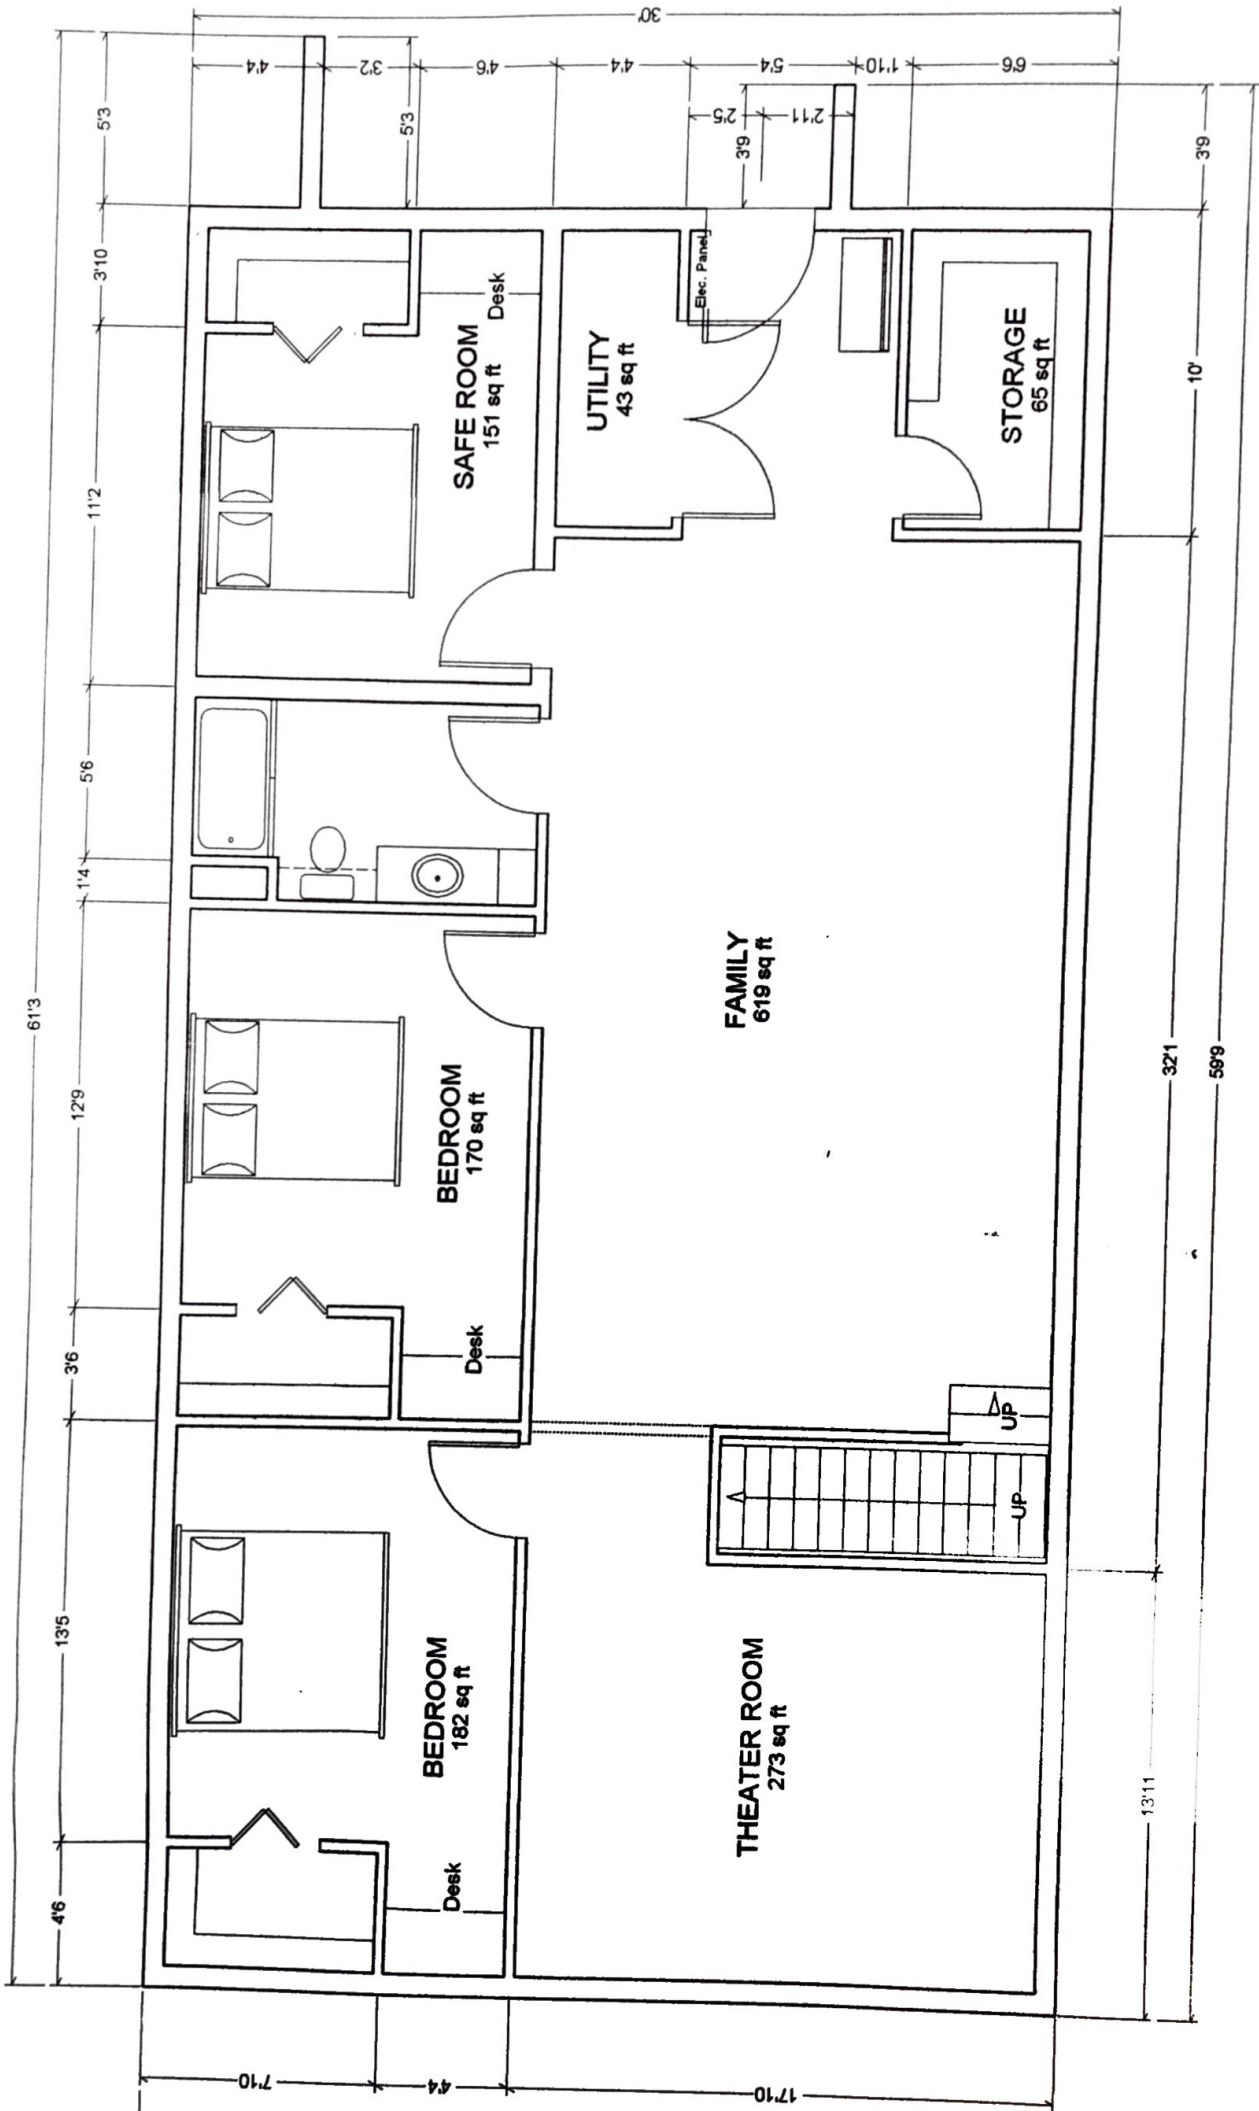 30'
4'4
3'2
4'6
4'4
5'4
1'10
6'6
5'3
5'3
2'5
2'11
3'9
3'9
61'3
3'10
11'2
5'6
1'4
12'9
3'6
13'5
4'6
SAFE ROOM
151 sq ft
Desk
UTILITY
43 sq ft
Elec. Panel
STORAGE
65 sq ft
10'
FAMILY
619 sq ft
BEDROOM
170 sq ft
Desk
UP
UP
32'1
59'9
BEDROOM
182 sq ft
Desk
THEATER ROOM
273 sq ft
13'11
7'10
4'4
17'10